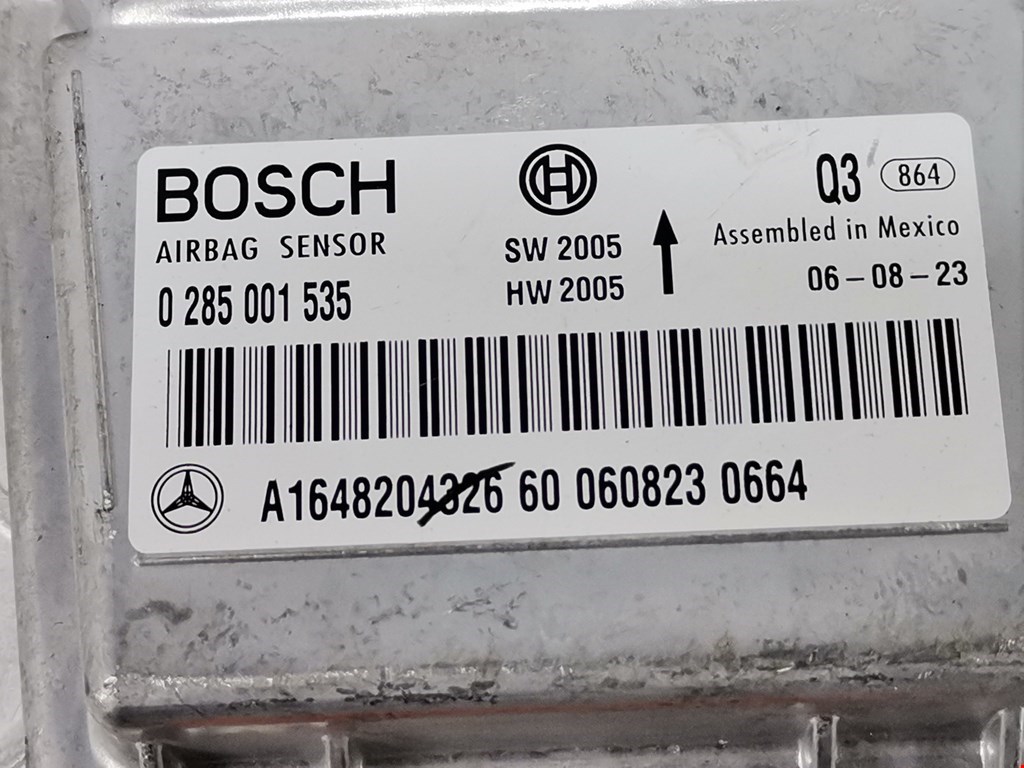 BOSCH
AIRBAG SENSOR
0 285 001 535
SW 2005
HW 2005
Q3 864
Assembled in Mexico
06-08-23
A1648204326 60 060823 0664